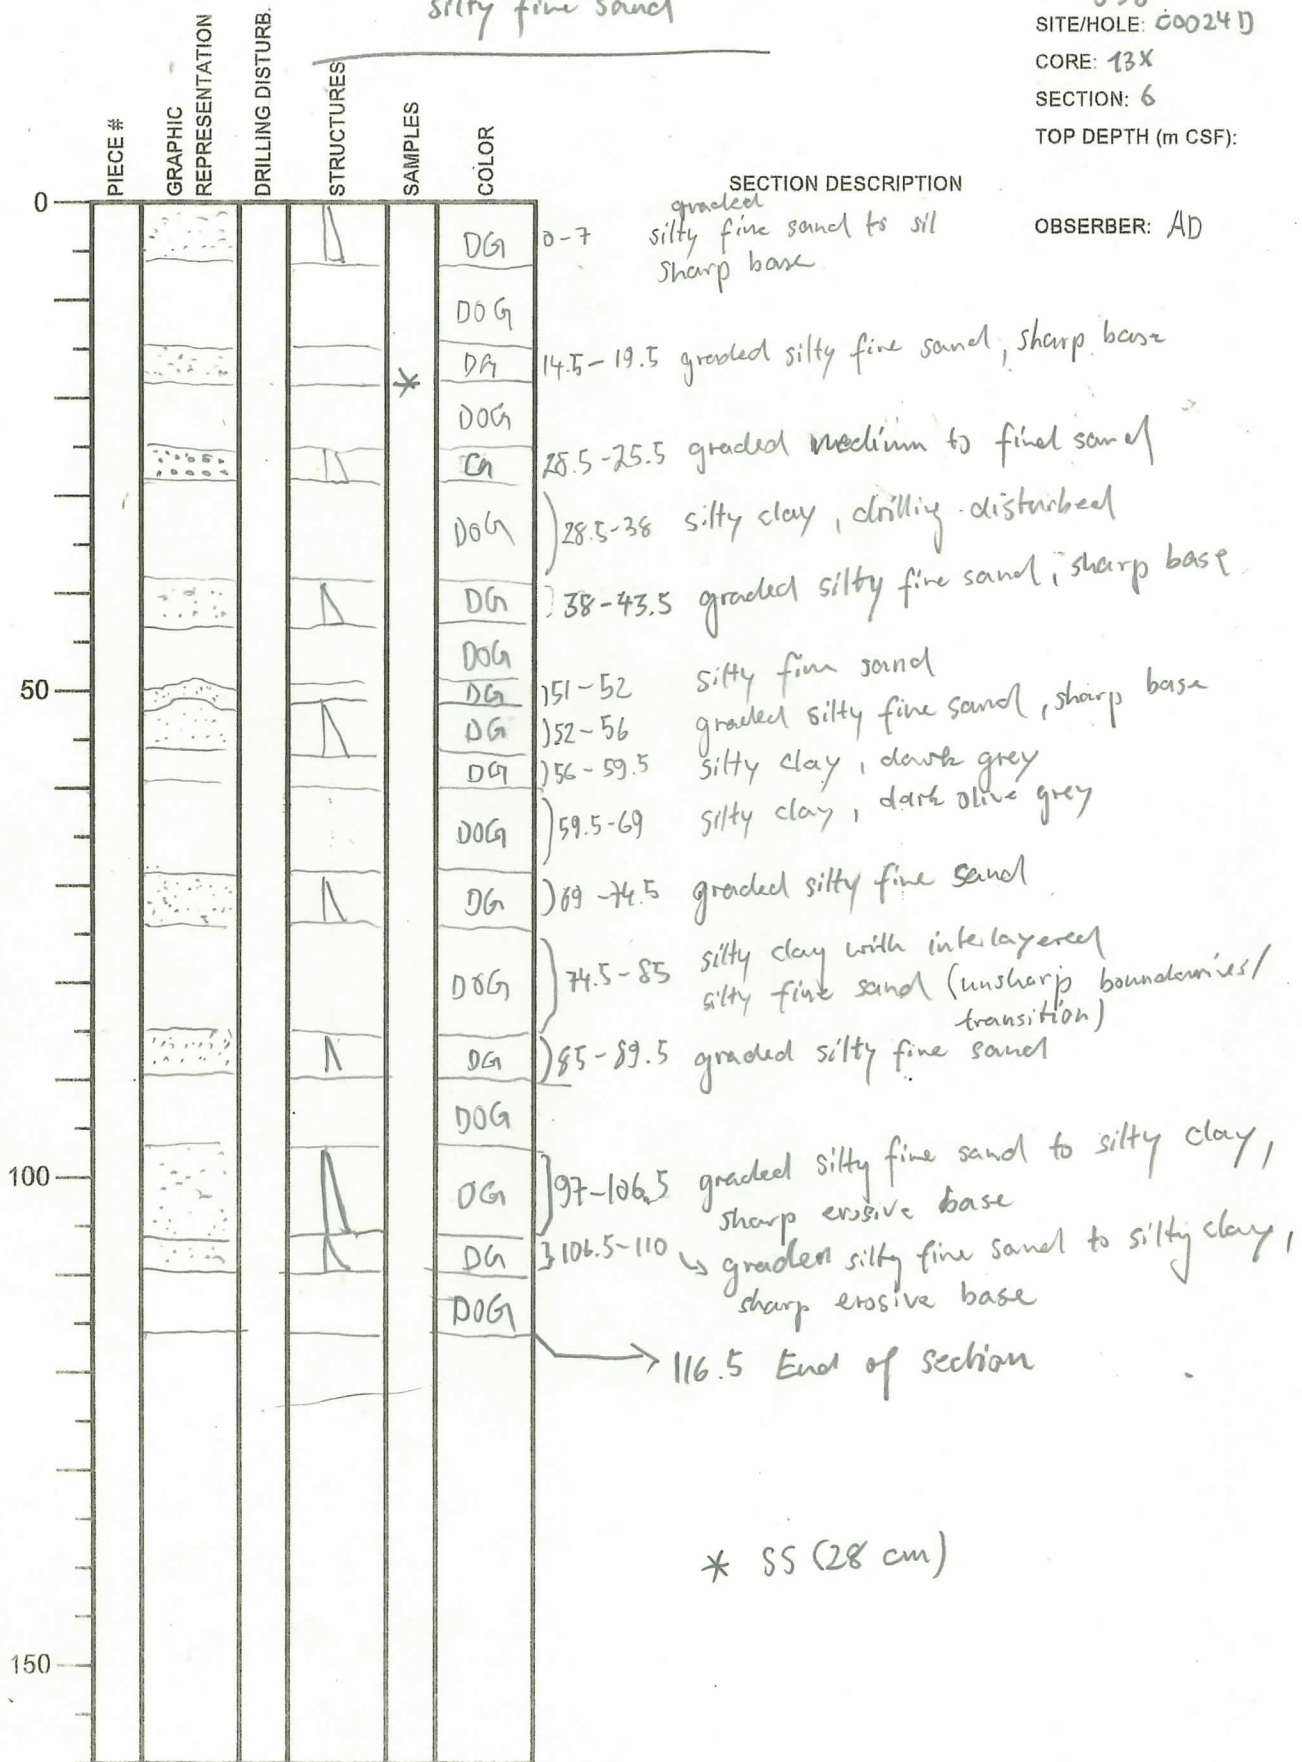 silty fine sand
SITE/HOLE: C0024D
CORE: 13X
SECTION: 6
TOP DEPTH (m CSF):
PIECE #
GRAPHIC REPRESENTATION
DRILLING DISTURB.
STRUCTURES
SAMPLES
COLOR
SECTION DESCRIPTION
OBSERBER: AD
0
graded
DG 0-7 silty fine sand to sil
sharp base
DOG
DG 14.5-19.5 graded silty fine sand, sharp base
*
DOG
28.5-25.5 graded medium to finel sand
DOG 28.5-38 silty clay, drilling disturbed
DG 38-43.5 graded silty fine sand, sharp base
DOG
50
DG 51-52 silty fine sand
DG 52-56 graded silty fine sand, sharp base
DG 56-59.5 silty clay, dark grey
DOG 59.5-69 silty clay, dark olive grey
DG 69-74.5 graded silty fine sand
DOG 74.5-85 silty clay with interlayered
silty fine sand (unsharp boundaries/
transition)
DG 85-89.5 graded silty fine sand
DOG
100
DG 97-106.5 graded silty fine sand to silty clay,
sharp erosive base
DG 106.5-110 graded silty fine sand to silty clay,
sharp erosive base
DOG
116.5 End of section
* SS (28 cm)
150